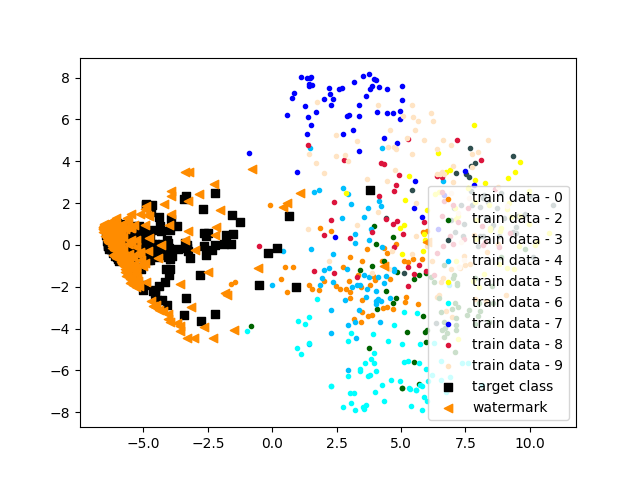 8
6
4
2
0
−2
−4
−6
−8
−5.0
−2.5
0.0
2.5
5.0
7.5
10.0
train data - 0
train data - 2
train data - 3
train data - 4
train data - 5
train data - 6
train data - 7
train data - 8
train data - 9
target class
watermark